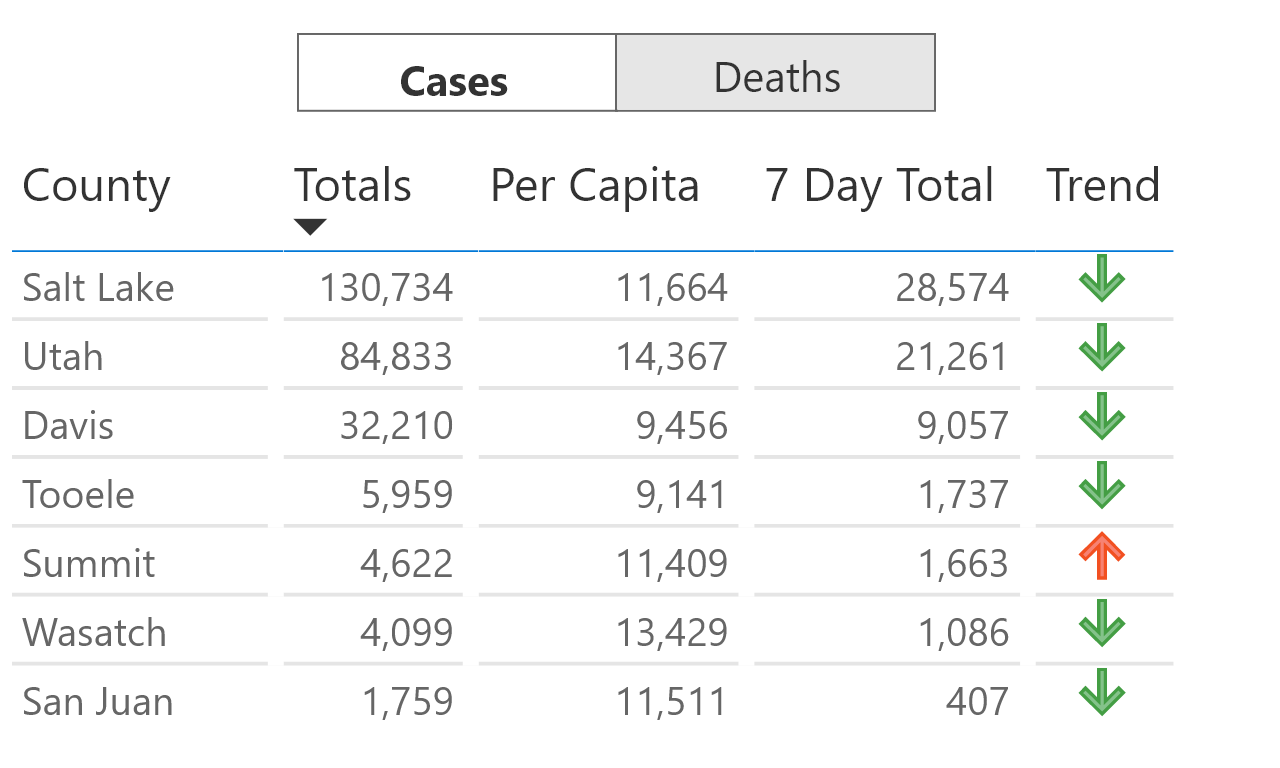 Cases Deaths
County Totals Per Capita 7 Day Total Trend
Salt Lake 130,734 11,664 28,574
Utah 84,833 14,367 21,261
Davis 32,210 9,456 9,057
Tooele 5,959 9,141 1,737
Summit 4,622 11,409 1,663
Wasatch 4,099 13,429 1,086
San Juan 1,759 11,511 407